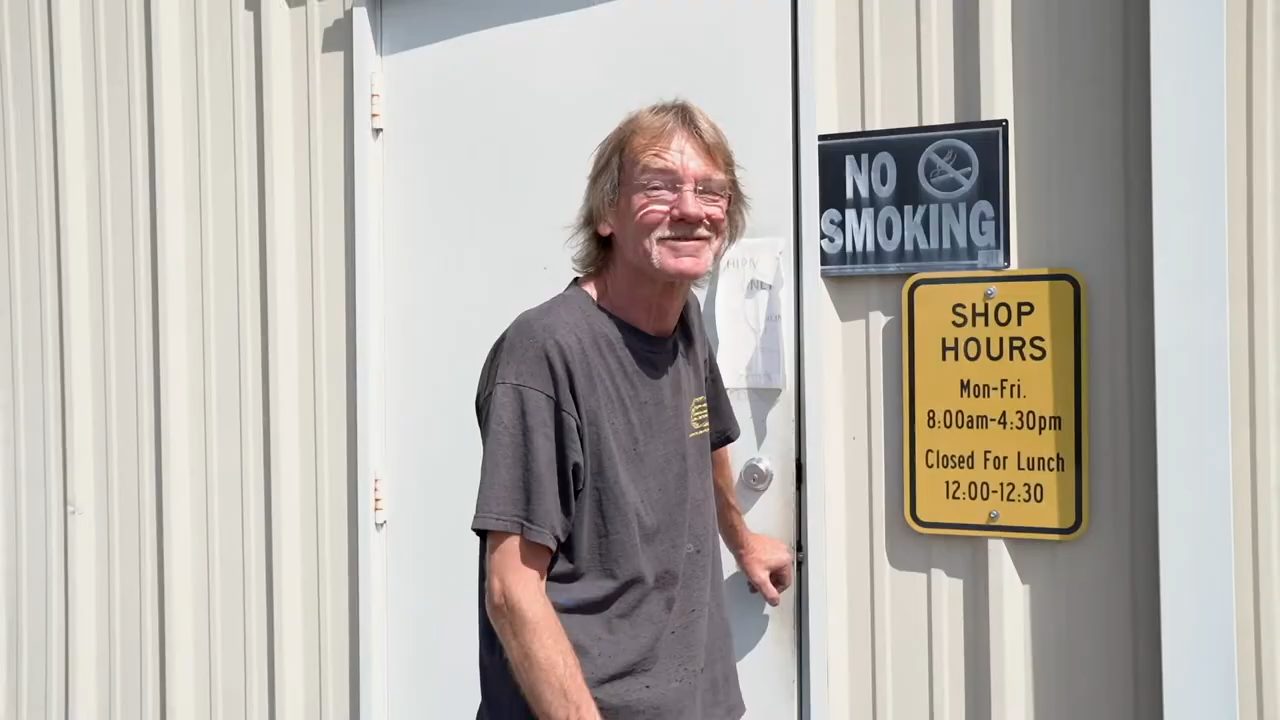 NO
SMOKING
SHOP
HOURS
Mon-Fri.
8:00am-4:30pm
Closed For Lunch
12:00-12:30